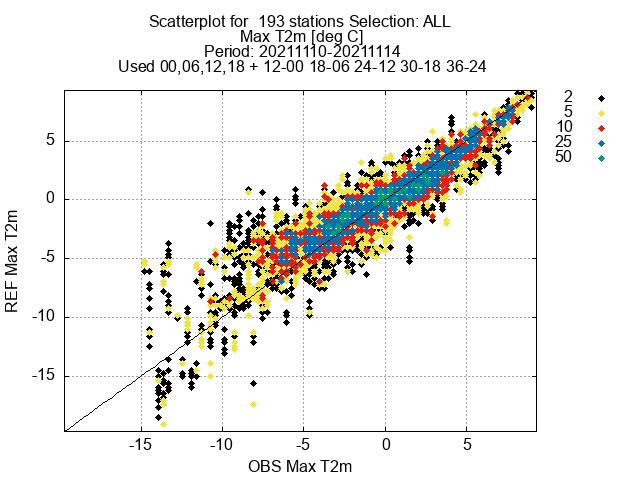 Scatterplot for  193 stations Selection: ALL
Max T2m [deg C]
Period: 20211110-20211114
Used 00,06,12,18 + 12-00 18-06 24-12 30-18 36-24
2
5
10
25
50
5
0
-5
-10
-15
REF Max T2m
-15 -10 -5 0 5
OBS Max T2m